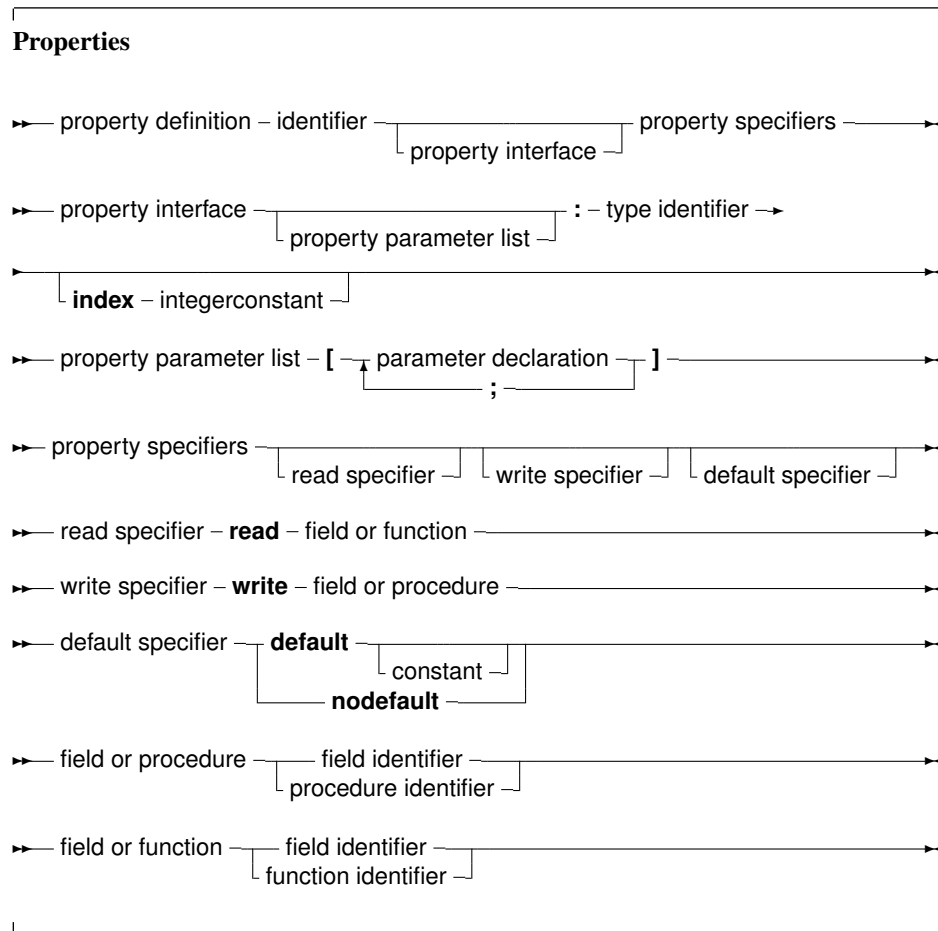 Properties
property definition identifier property specifiers
property interface
property interface : type identifier
property parameter list
index integerconstant
property parameter list [ parameter declaration ]
;
property specifiers
read specifier write specifier default specifier
read specifier read field or function
write specifier write field or procedure
default specifier default
constant
nodefault
field or procedure field identifier
procedure identifier
field or function field identifier
function identifier